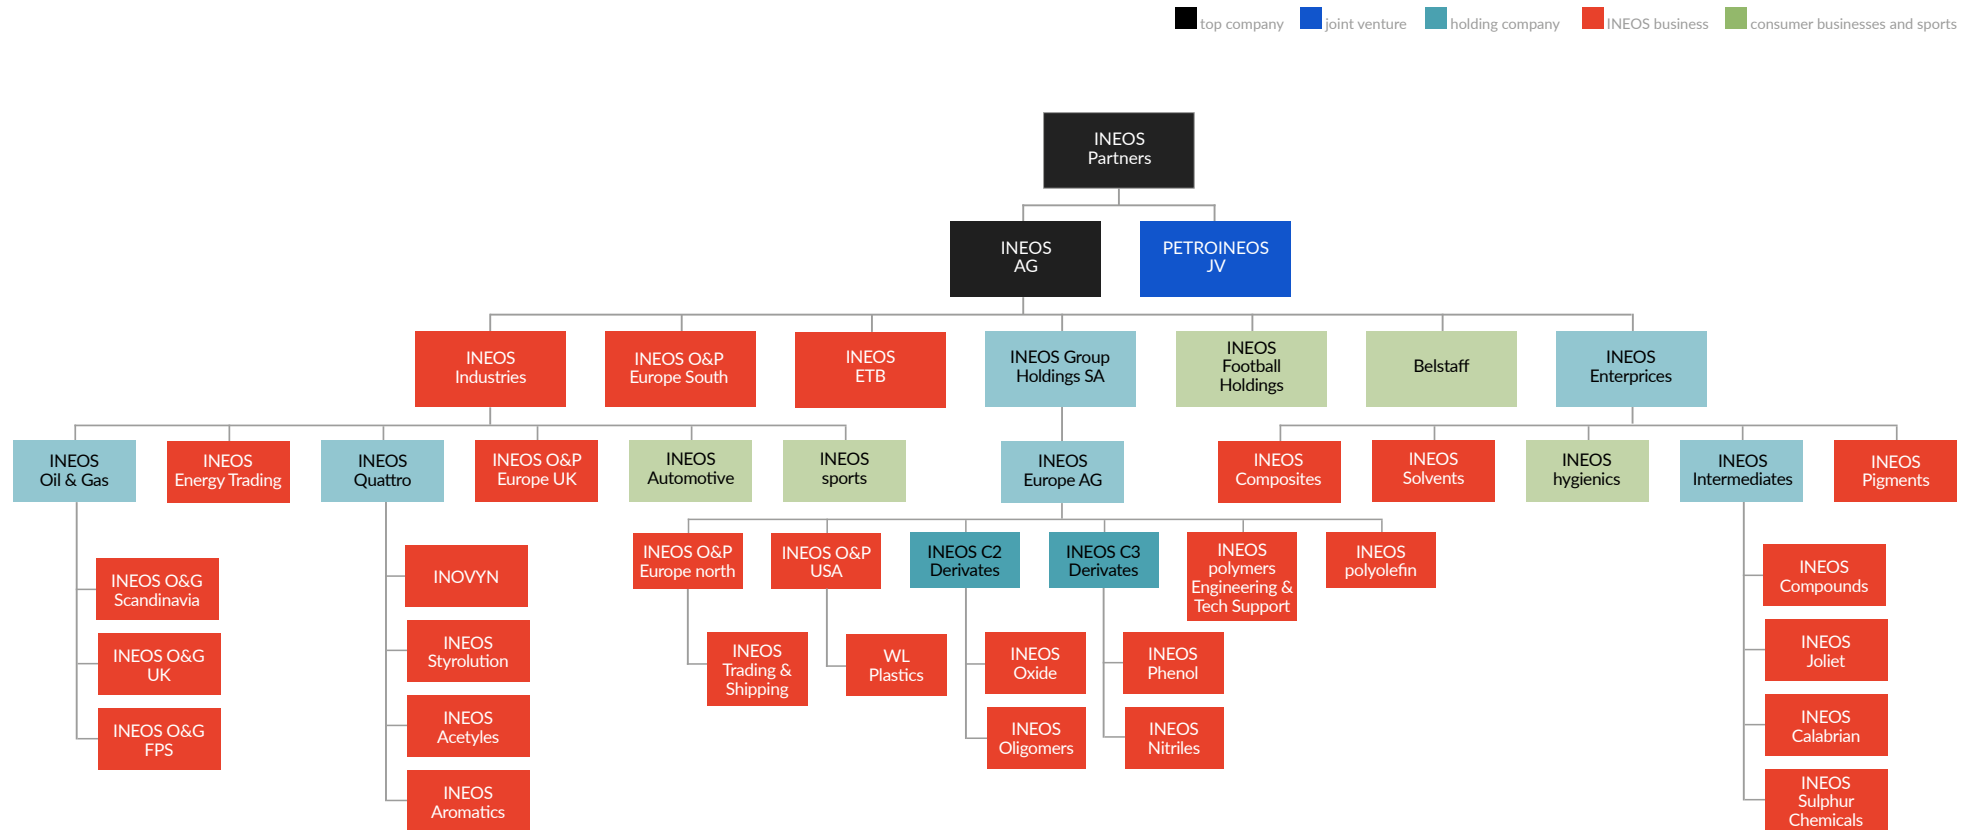 top company
joint venture
holding company
INEOS business
consumer businesses and sports
INEOS
Partners
INEOS
AG
PETROINEOS
JV
INEOS
Industries
INEOS O&P
Europe South
INEOS
ETB
INEOS Group
Holdings SA
INEOS
Football
Holdings
Belstaff
INEOS
Enterprices
INEOS
Oil & Gas
INEOS
Energy Trading
INEOS
Quattro
INEOS O&P
Europe UK
INEOS
Automotive
INEOS
sports
INEOS
Europe AG
INEOS
Composites
INEOS
Solvents
INEOS
hygienics
INEOS
Intermediates
INEOS
Pigments
INEOS O&G
Scandinavia
INEOS O&G
UK
INEOS O&G
FPS
INOVYN
INEOS
Styrolution
INEOS
Acetyles
INEOS
Aromatics
INEOS O&P
Europe north
INEOS O&P
USA
INEOS C2
Derivates
INEOS C3
Derivates
INEOS
polymers
Engineering &
Tech Support
INEOS
polyolefin
INEOS
Trading &
Shipping
WL
Plastics
INEOS
Oxide
INEOS
Oligomers
INEOS
Phenol
INEOS
Nitriles
INEOS
Compounds
INEOS
Joliet
INEOS
Calabrian
INEOS
Sulphur
Chemicals